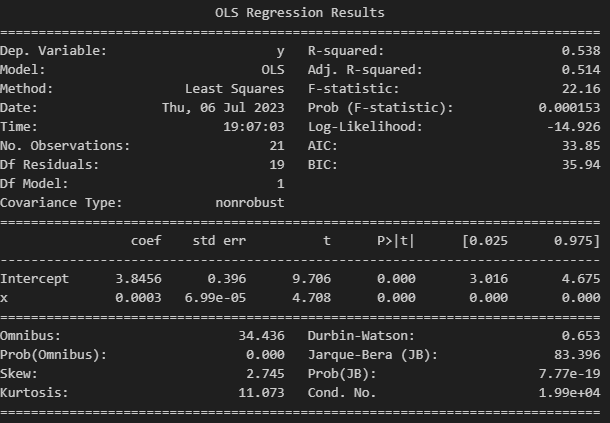 OLS Regression Results
==============================================================================
Dep. Variable: y R-squared: 0.538
Model: OLS Adj. R-squared: 0.514
Method: Least Squares F-statistic: 22.16
Date: Thu, 06 Jul 2023 Prob (F-statistic): 0.000153
Time: 19:07:03 Log-Likelihood: -14.926
No. Observations: 21 AIC: 33.85
Df Residuals: 19 BIC: 35.94
Df Model: 1
Covariance Type: nonrobust
==============================================================================
coef std err t P>|t| [0.025 0.975]
------------------------------------------------------------------------------
Intercept 3.8456 0.396 9.706 0.000 3.016 4.675
x 0.0003 6.99e-05 4.708 0.000 0.000 0.000
==============================================================================
Omnibus: 34.436 Durbin-Watson: 0.653
Prob(Omnibus): 0.000 Jarque-Bera (JB): 83.396
Skew: 2.745 Prob(JB): 7.77e-19
Kurtosis: 11.073 Cond. No. 1.99e+04
==============================================================================